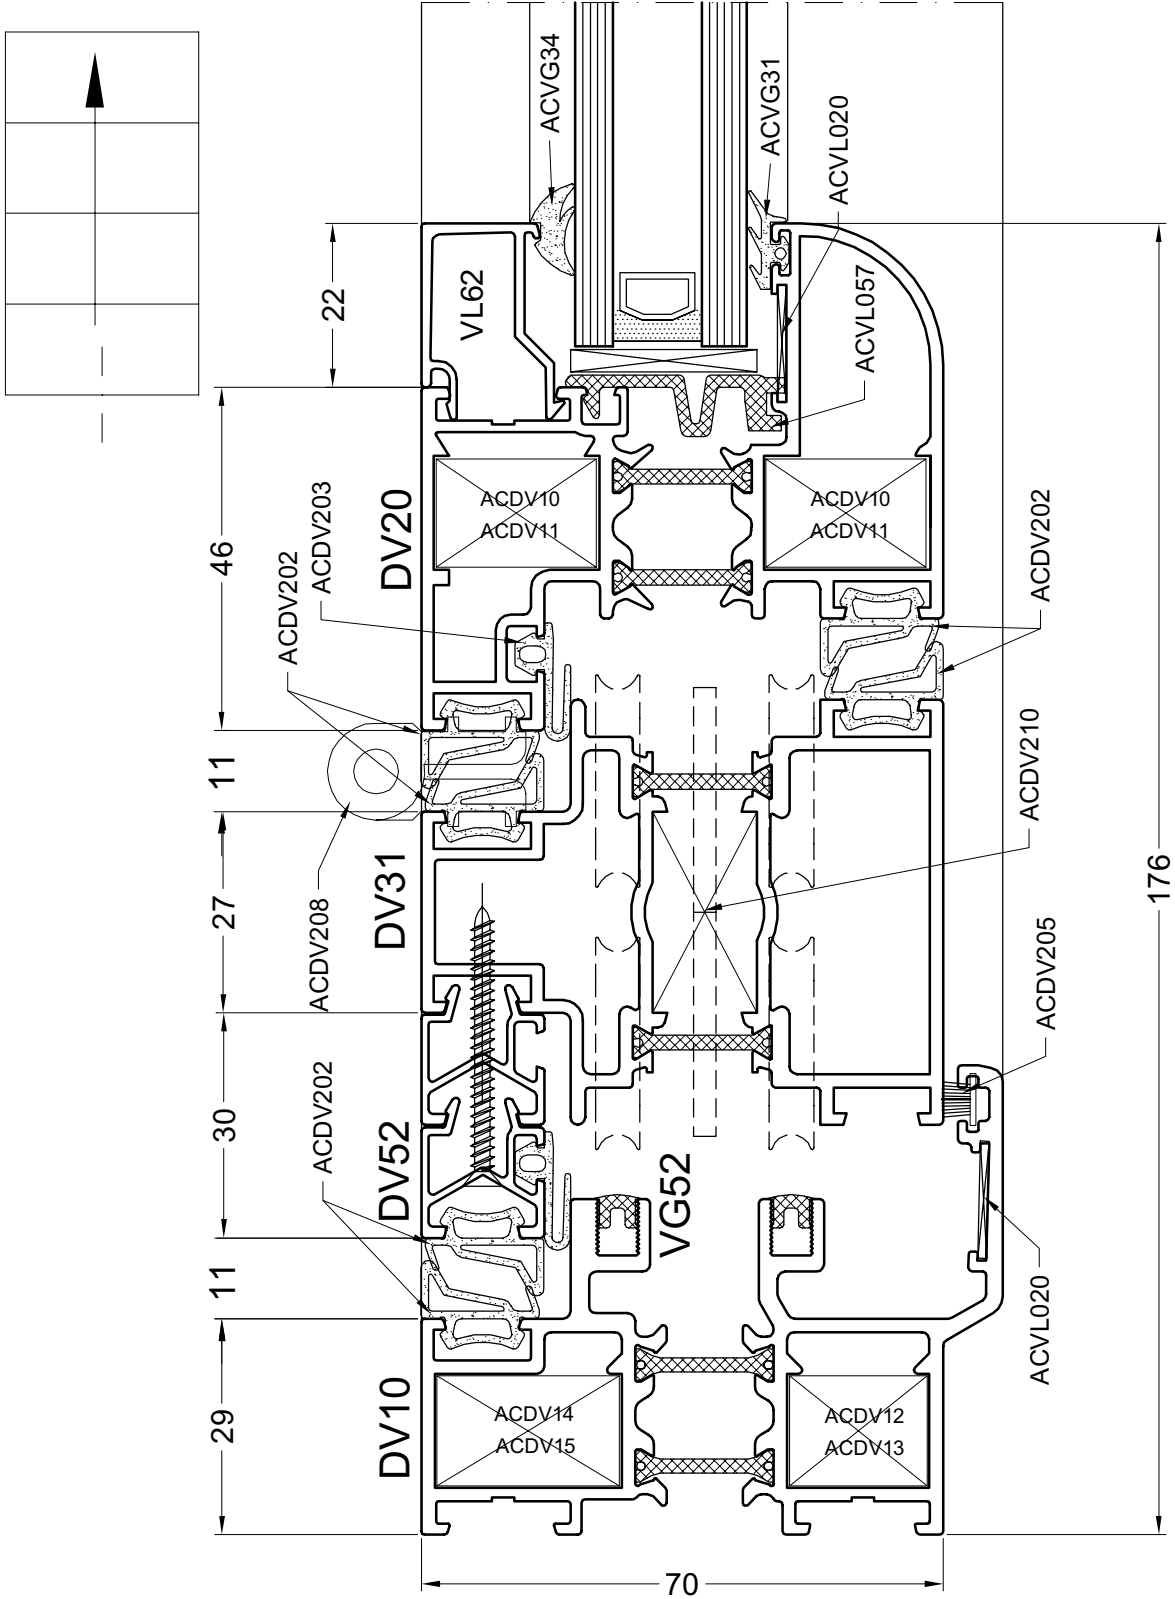 ACVG34
ACVG31
ACVL020
ACVL057
VL62
22
46
11
27
30
11
29
DV20
ACDV203
ACDV202
ACDV10
ACDV11
ACDV10
ACDV11
ACDV202
ACDV210
DV31
ACDV208
176
ACDV205
ACDV202
DV52
VG52
ACVL020
DV10
ACDV14
ACDV15
ACDV12
ACDV13
70